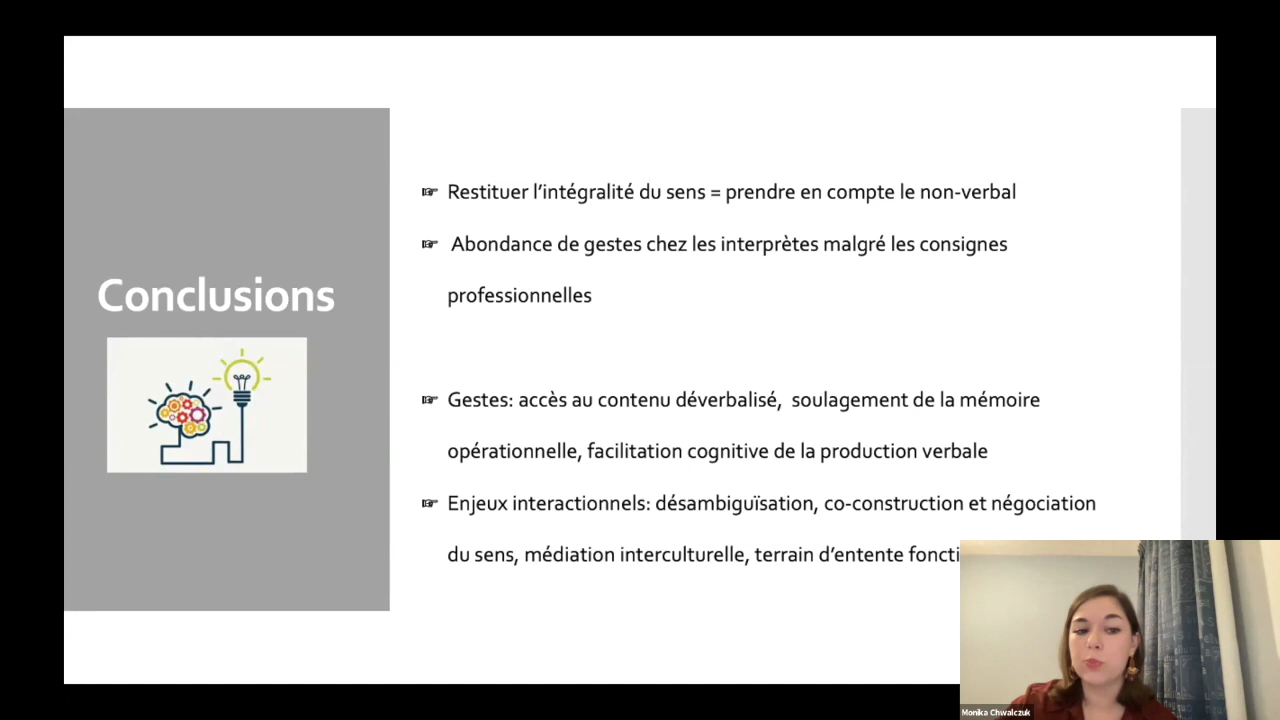 Conclusions
☞ Restituer l’intégralité du sens = prendre en compte le non-verbal
☞ Abondance de gestes chez les interprètes malgré les consignes
professionnelles
☞ Gestes: accès au contenu déverbalisé, soulagement de la mémoire
opérationnelle, facilitation cognitive de la production verbale
☞ Enjeux interactionnels: désambiguïsation, co-construction et négociation
du sens, médiation interculturelle, terrain d’entente
Monika Chwalczuk